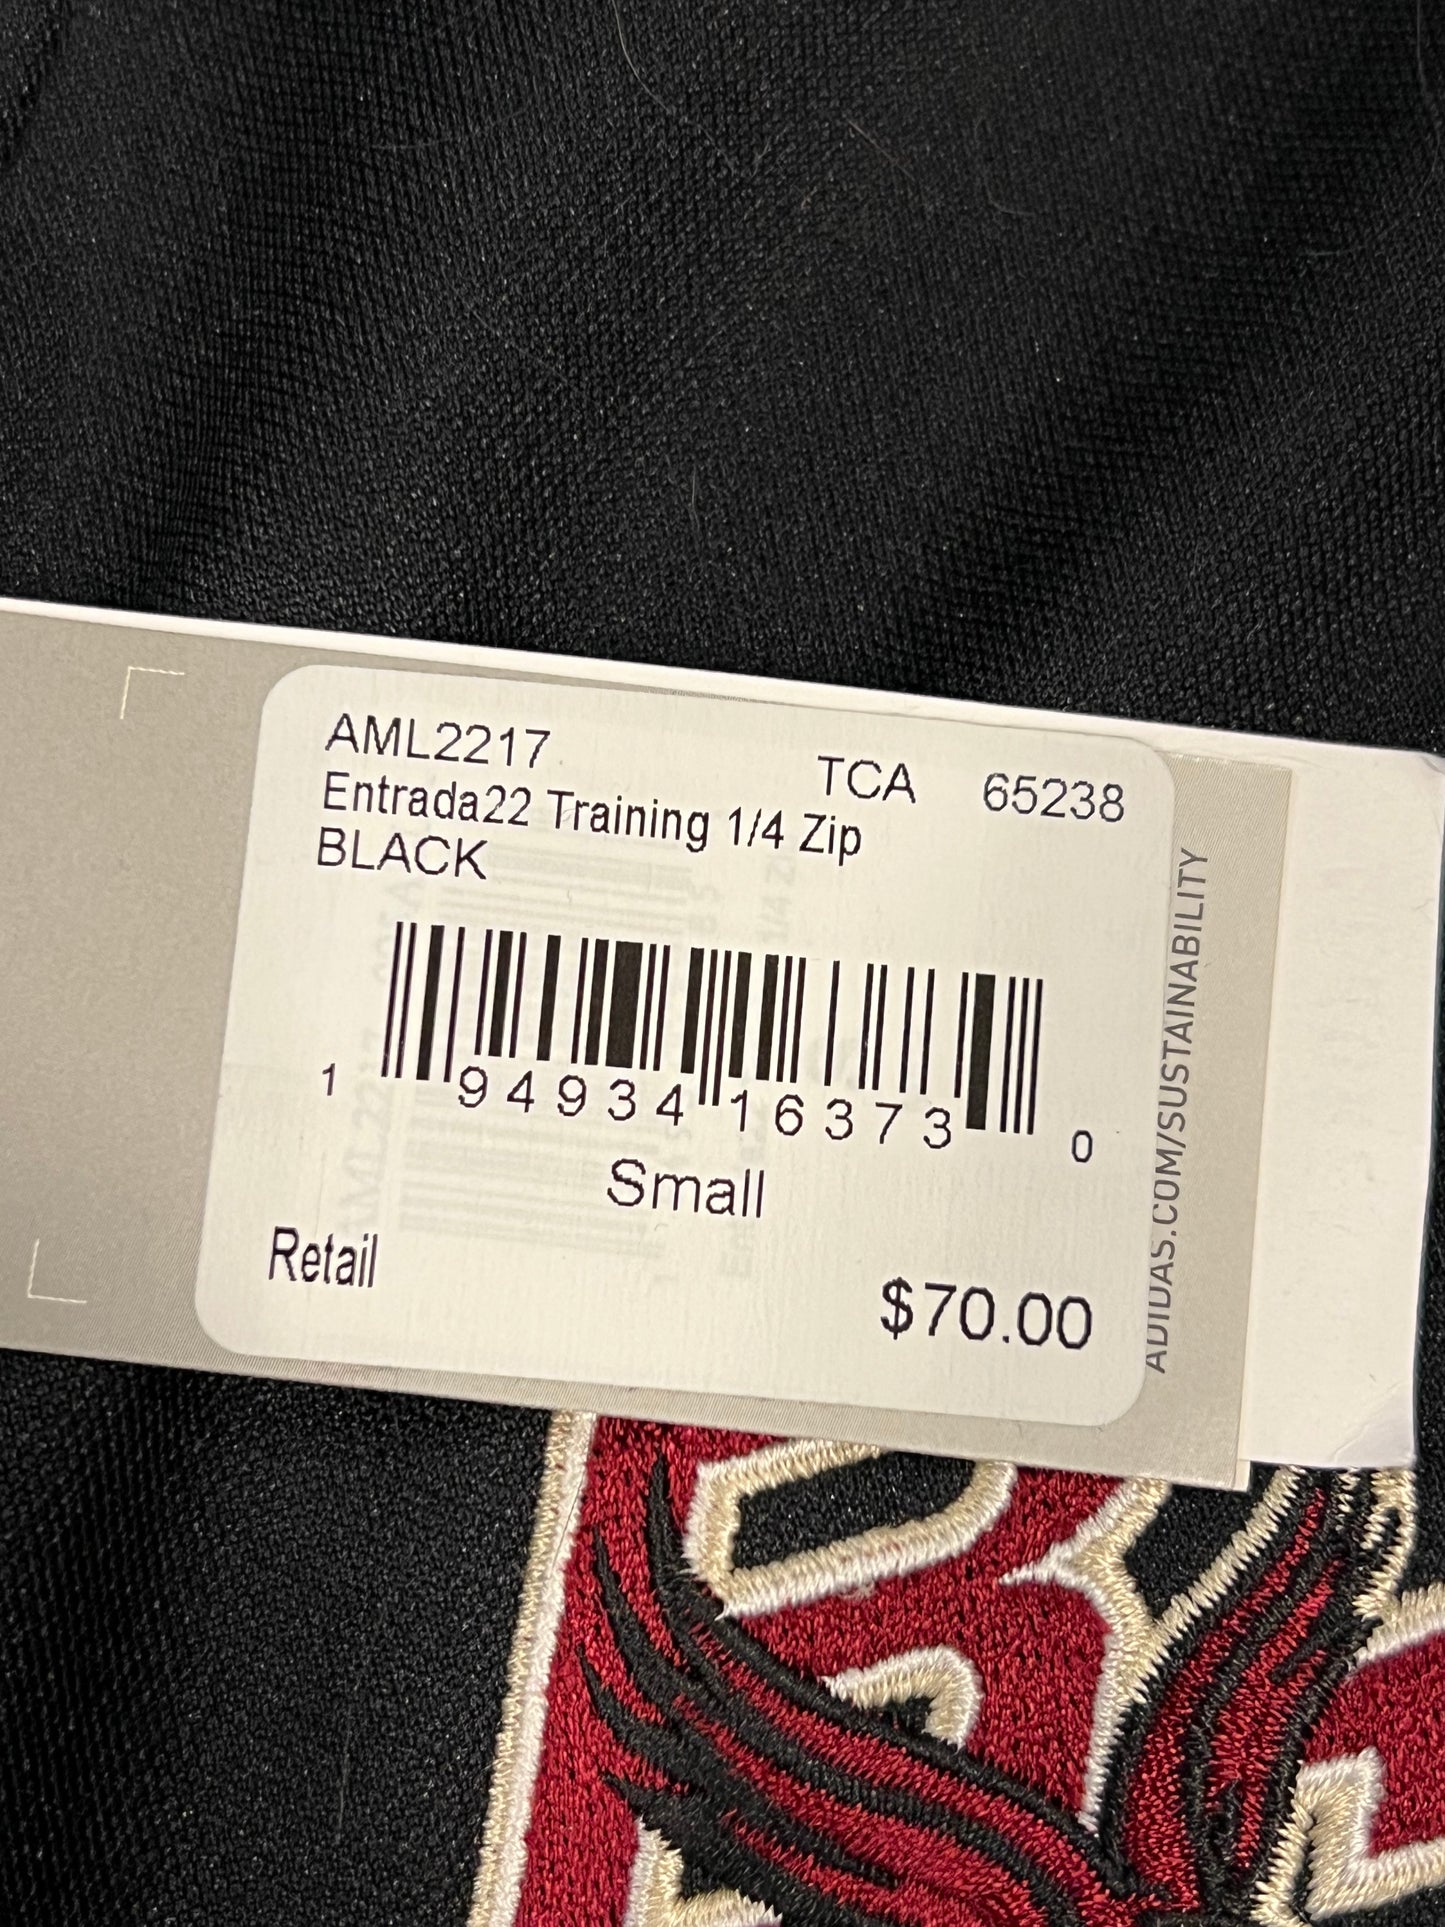 AML2217 TCA 65238
Entrada22 Training 1/4 Zip
BLACK
1 94934 16373 0
Small
Retail $70.00
ADIDAS.COM/SUSTAINABILITY